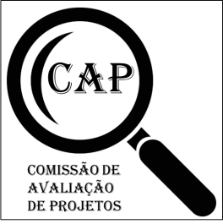 CAP
COMISSÃO DE
AVALIAÇÃO
DE PROJETOS